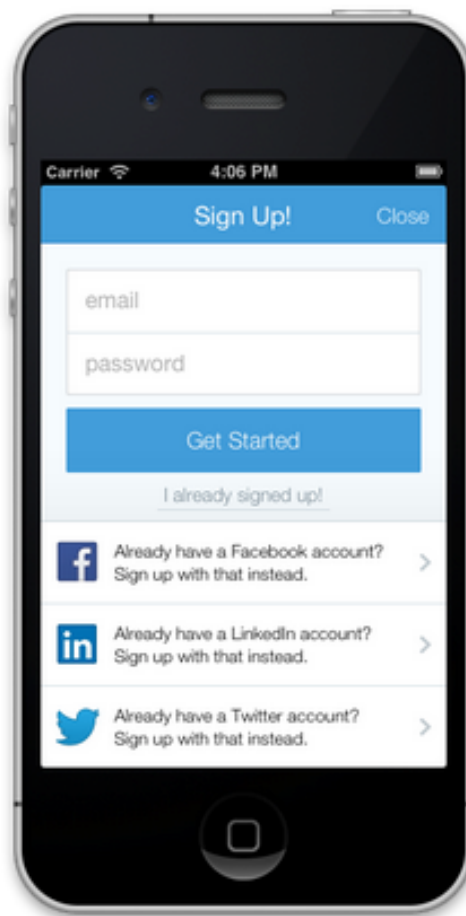 Carrier 4:06 PM
Sign Up! Close
email
password
Get Started
I already signed up!
f Already have a Facebook account?
Sign up with that instead.
in Already have a LinkedIn account?
Sign up with that instead.
Already have a Twitter account?
Sign up with that instead.